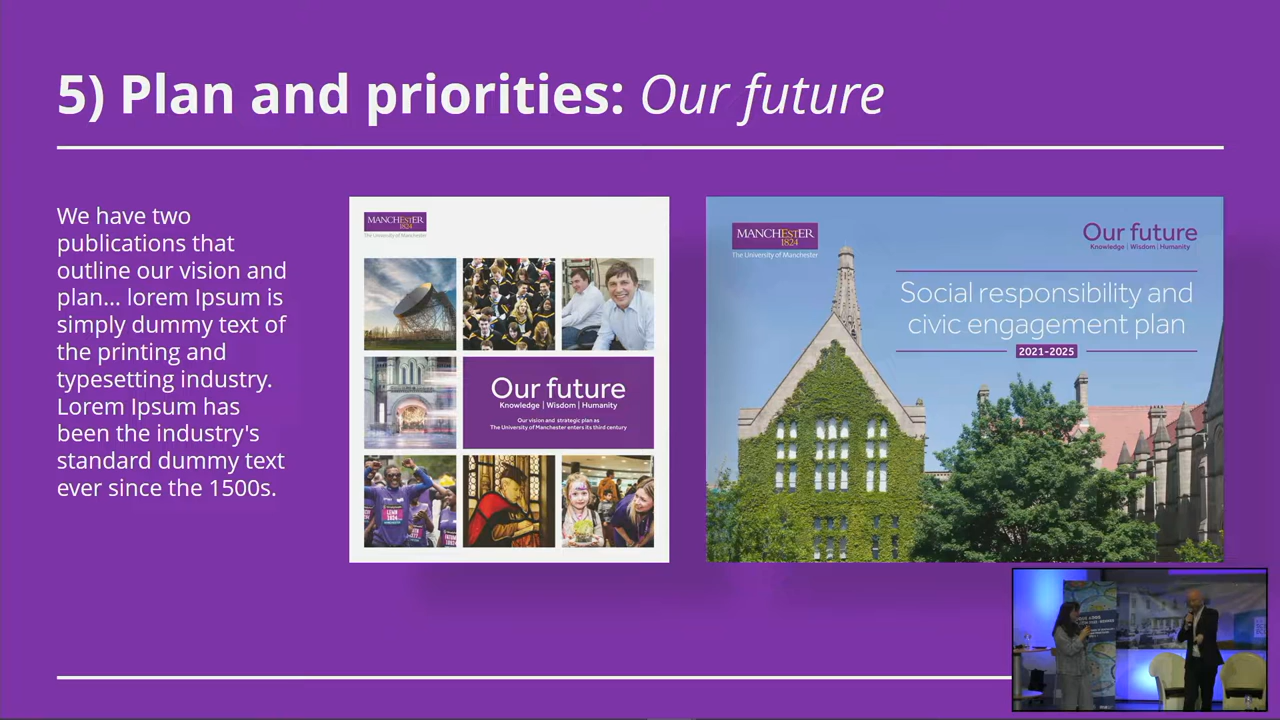 5) Plan and priorities: Our future
We have two
publications that
outline our vision and
plan... lorem Ipsum is
simply dummy text of
the printing and
typesetting industry.
Lorem Ipsum has
been the industry's
standard dummy text
ever since the 1500s.
MANCHESTER
1824
The University of Manchester
Our future
Knowledge | Wisdom | Humanity
Our vision and strategic plan as
The University of Manchester enters its third century
MANCHESTER
1824
The University of Manchester
Our future
Knowledge | Wisdom | Humanity
Social responsibility and
civic engagement plan
2021-2025